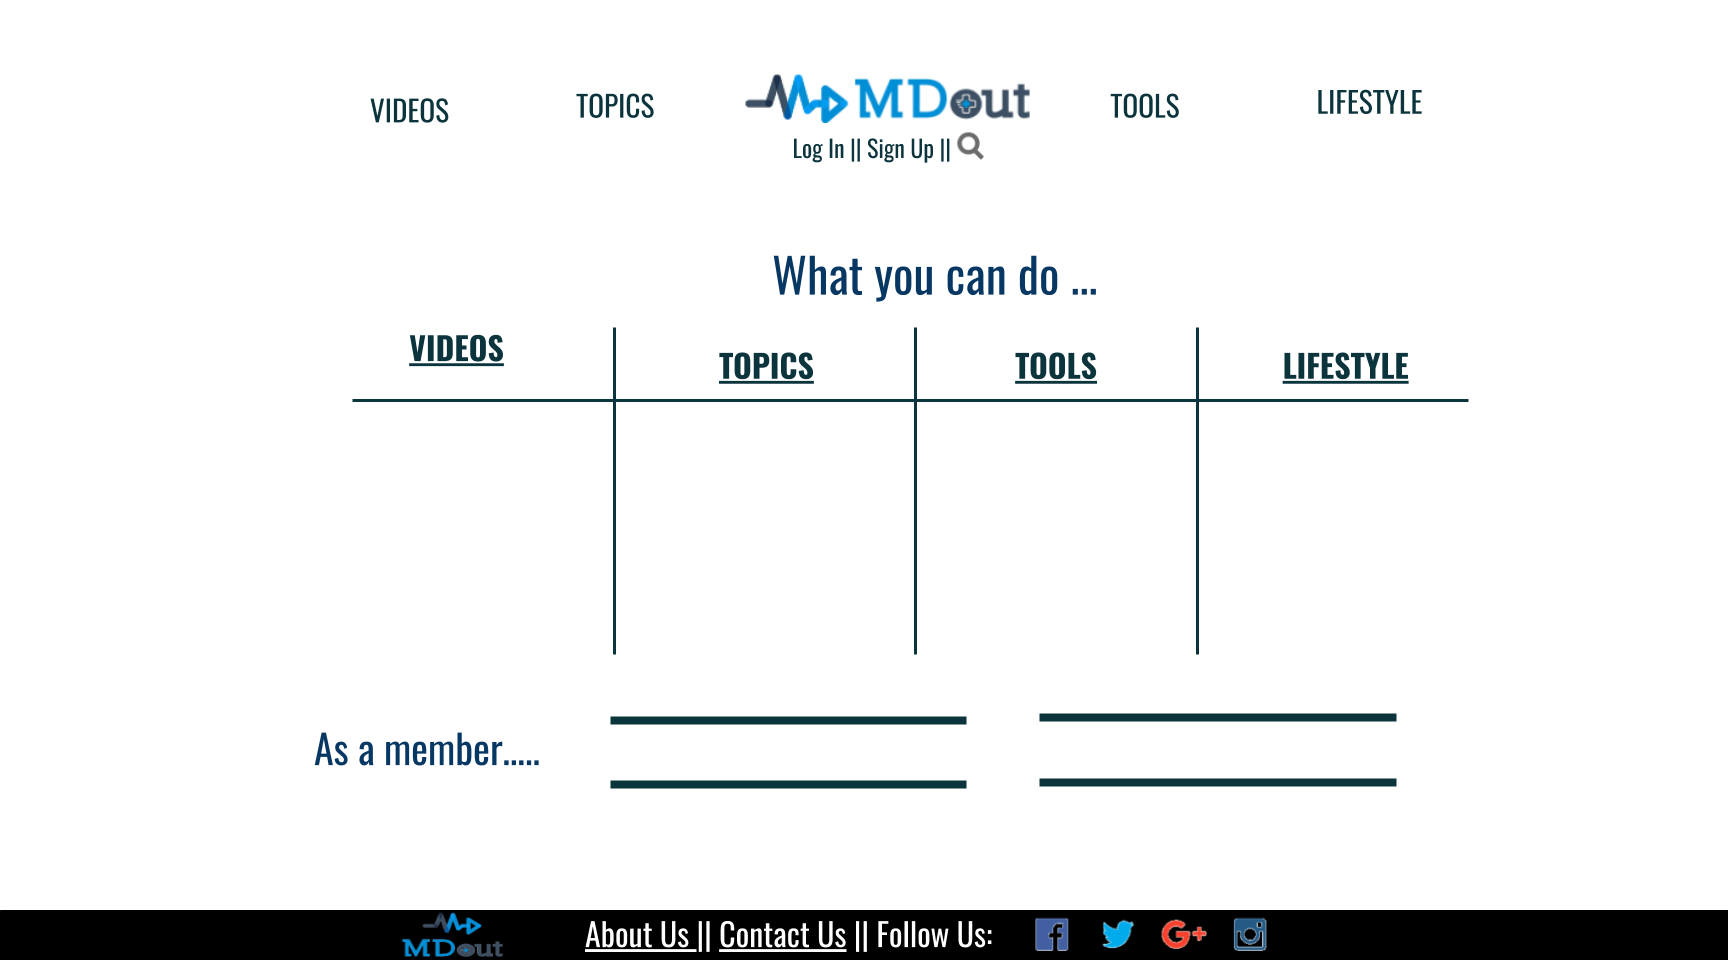 VIDEOS
TOPICS
MDout
TOOLS
LIFESTYLE
Log In || Sign Up ||
What you can do ...
VIDEOS
TOPICS
TOOLS
LIFESTYLE
As a member.....
MDout
About Us || Contact Us || Follow Us: